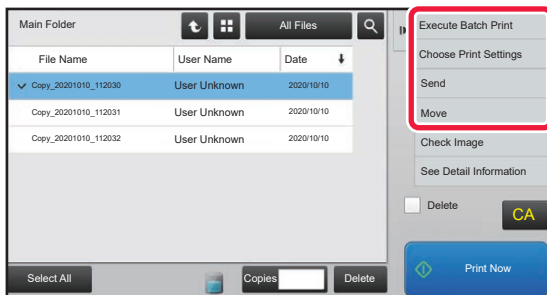 Main Folder
All Files
File Name User Name Date
Copy_20201010_112030 User Unknown 2020/10/10
Copy_20201010_112031 User Unknown 2020/10/10
Copy_20201010_112032 User Unknown 2020/10/10
Select All
Copies
Delete
Execute Batch Print
Choose Print Settings
Send
Move
Check Image
See Detail Information
Delete
CA
Print Now